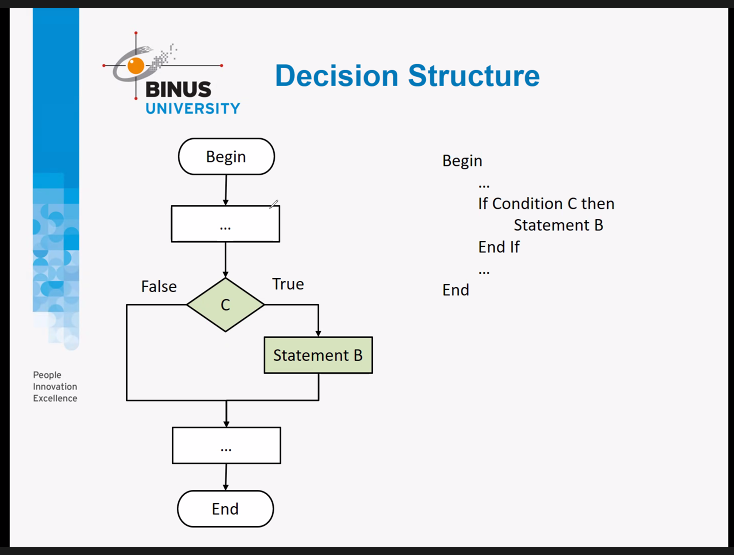 BINUS
UNIVERSITY
Decision Structure
Begin
...
False
True
C
Statement B
...
End
Begin
...
If Condition C then
Statement B
End If
...
End
People
Innovation
Excellence